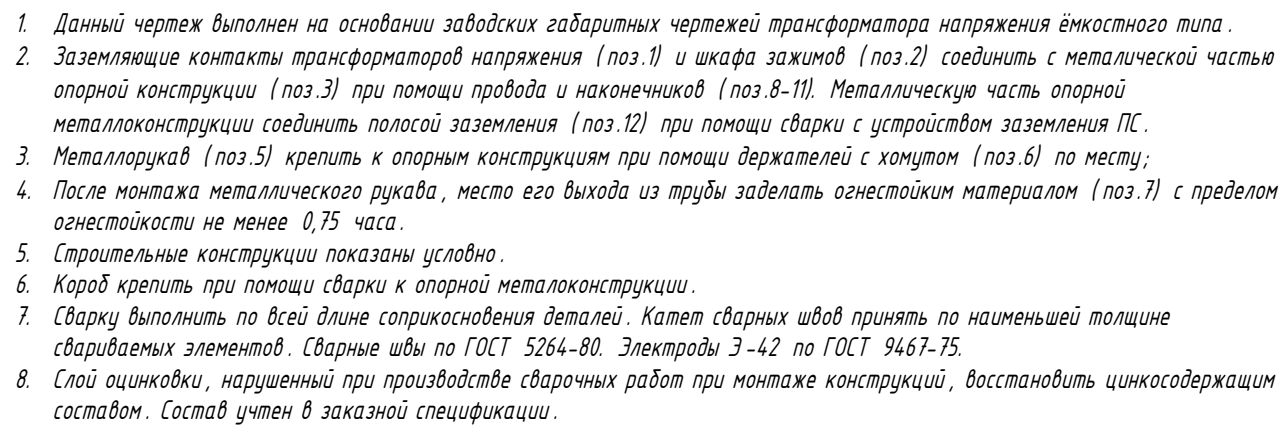 1. Данный чертеж выполнен на основании заводских габаритных чертежей трансформатора напряжения ёмкостного типа.
2. Заземляющие контакты трансформаторов напряжения (поз.1) и шкафа зажимов (поз.2) соединить с металической частью
опорной конструкции (поз.3) при помощи провода и наконечников (поз.8-11). Металлическую часть опорной
металлоконструкции соединить полосой заземления (поз.12) при помощи сварки с устройством заземления ПС.
3. Металлорукав (поз.5) крепить к опорным конструкциям при помощи держателей с хомутом (поз.6) по месту;
4. После монтажа металлического рукава, место его выхода из трубы заделать огнестойким материалом (поз.7) с пределом
огнестойкости не менее 0,75 часа.
5. Строительные конструкции показаны условно.
6. Короб крепить при помощи сварки к опорной металоконструкции.
7. Сварку выполнить по всей длине соприкосновения деталей. Катет сварных швов принять по наименьшей толщине
свариваемых элементов. Сварные швы по ГОСТ 5264-80. Электроды Э-42 по ГОСТ 9467-75.
8. Слой оцинковки, нарушенный при производстве сварочных работ при монтаже конструкций, восстановить цинкосодержащим
составом. Состав учтен в заказной спецификации.